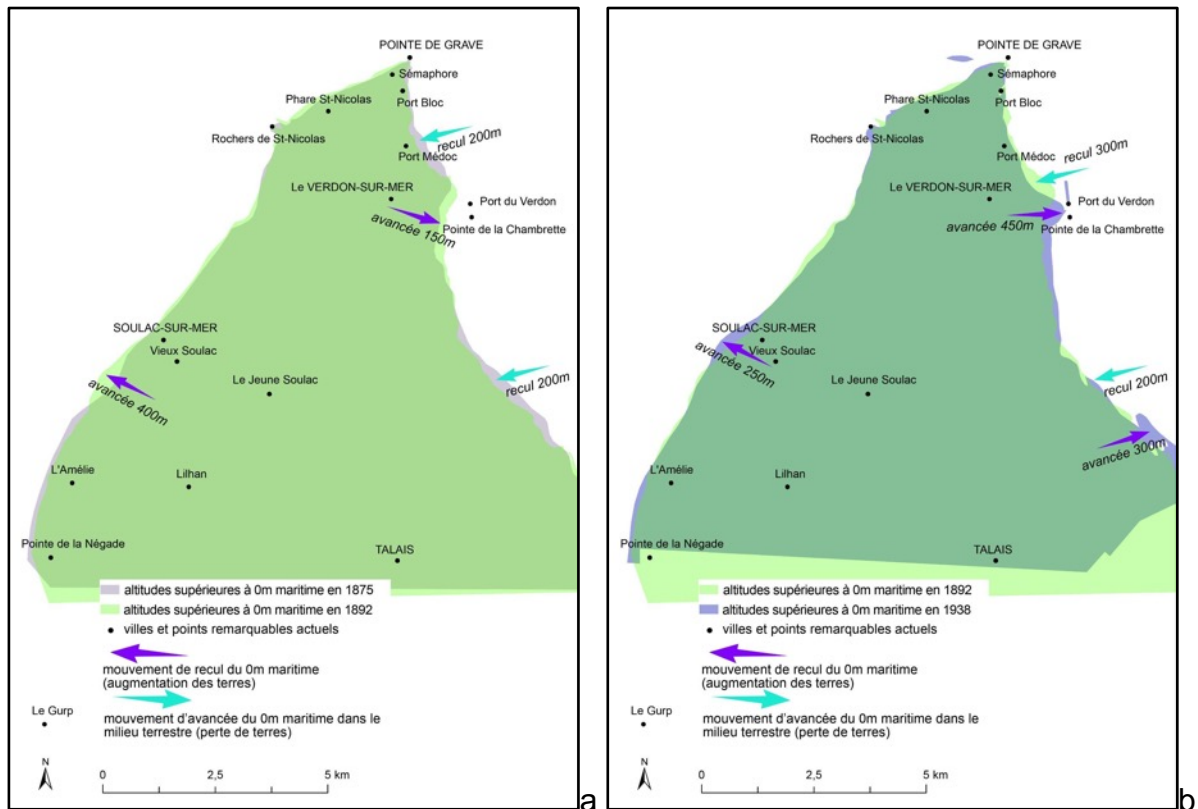 POINTE DE GRAVE
Sémaphore
Phare St-Nicolas
Port Bloc
Rochers de St-Nicolas
recul 200m
Port Médoc
Le VERDON-SUR-MER
Port du Verdon
avancée 150m
Pointe de la Chambrette
SOULAC-SUR-MER
Vieux Soulac
Le Jeune Soulac
recul 200m
avancée 400m
L'Amélie
Lilhan
Pointe de la Négade
TALAIS
altitudes supérieures à 0m maritime en 1875
altitudes supérieures à 0m maritime en 1892
villes et points remarquables actuels
mouvement de recul du 0m maritime
(augmentation des terres)
mouvement d'avancée du 0m maritime dans le
milieu terrestre (perte de terres)
Le Gurp
N
0 2,5 5 km
a
POINTE DE GRAVE
Sémaphore
Phare St-Nicolas
Port Bloc
Rochers de St-Nicolas
recul 300m
Port Médoc
Le VERDON-SUR-MER
Port du Verdon
avancée 450m
Pointe de la Chambrette
SOULAC-SUR-MER
Vieux Soulac
avancée 250m
Le Jeune Soulac
recul 200m
avancée 300m
L'Amélie
Lilhan
Pointe de la Négade
TALAIS
altitudes supérieures à 0m maritime en 1892
altitudes supérieures à 0m maritime en 1938
villes et points remarquables actuels
mouvement de recul du 0m maritime
(augmentation des terres)
mouvement d'avancée du 0m maritime dans le
milieu terrestre (perte de terres)
Le Gurp
N
0 2,5 5 km
b